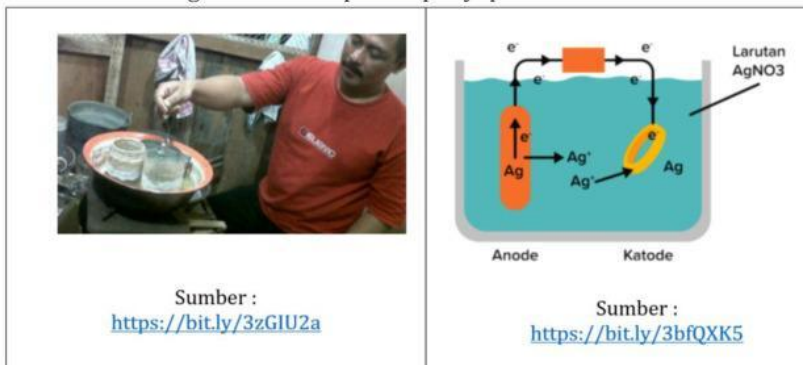 e⁻
e⁻
e⁻
e⁻
Larutan
AgNO3
e⁻
e⁻
Ag
Ag⁺
Ag⁺
Ag
Anode
Katode
Sumber :
https://bit.ly/3zGIU2a
Sumber :
https://bit.ly/3bfQXK5